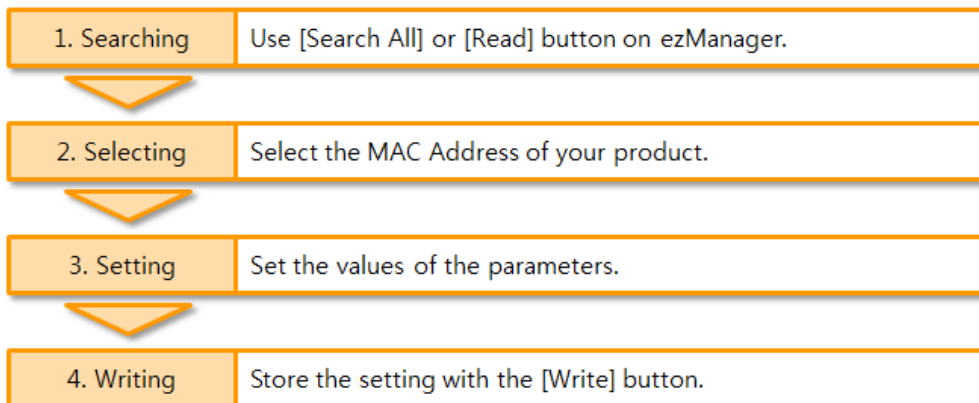 1. Searching Use [Search All] or [Read] button on ezManager.
2. Selecting Select the MAC Address of your product.
3. Setting Set the values of the parameters.
4. Writing Store the setting with the [Write] button.